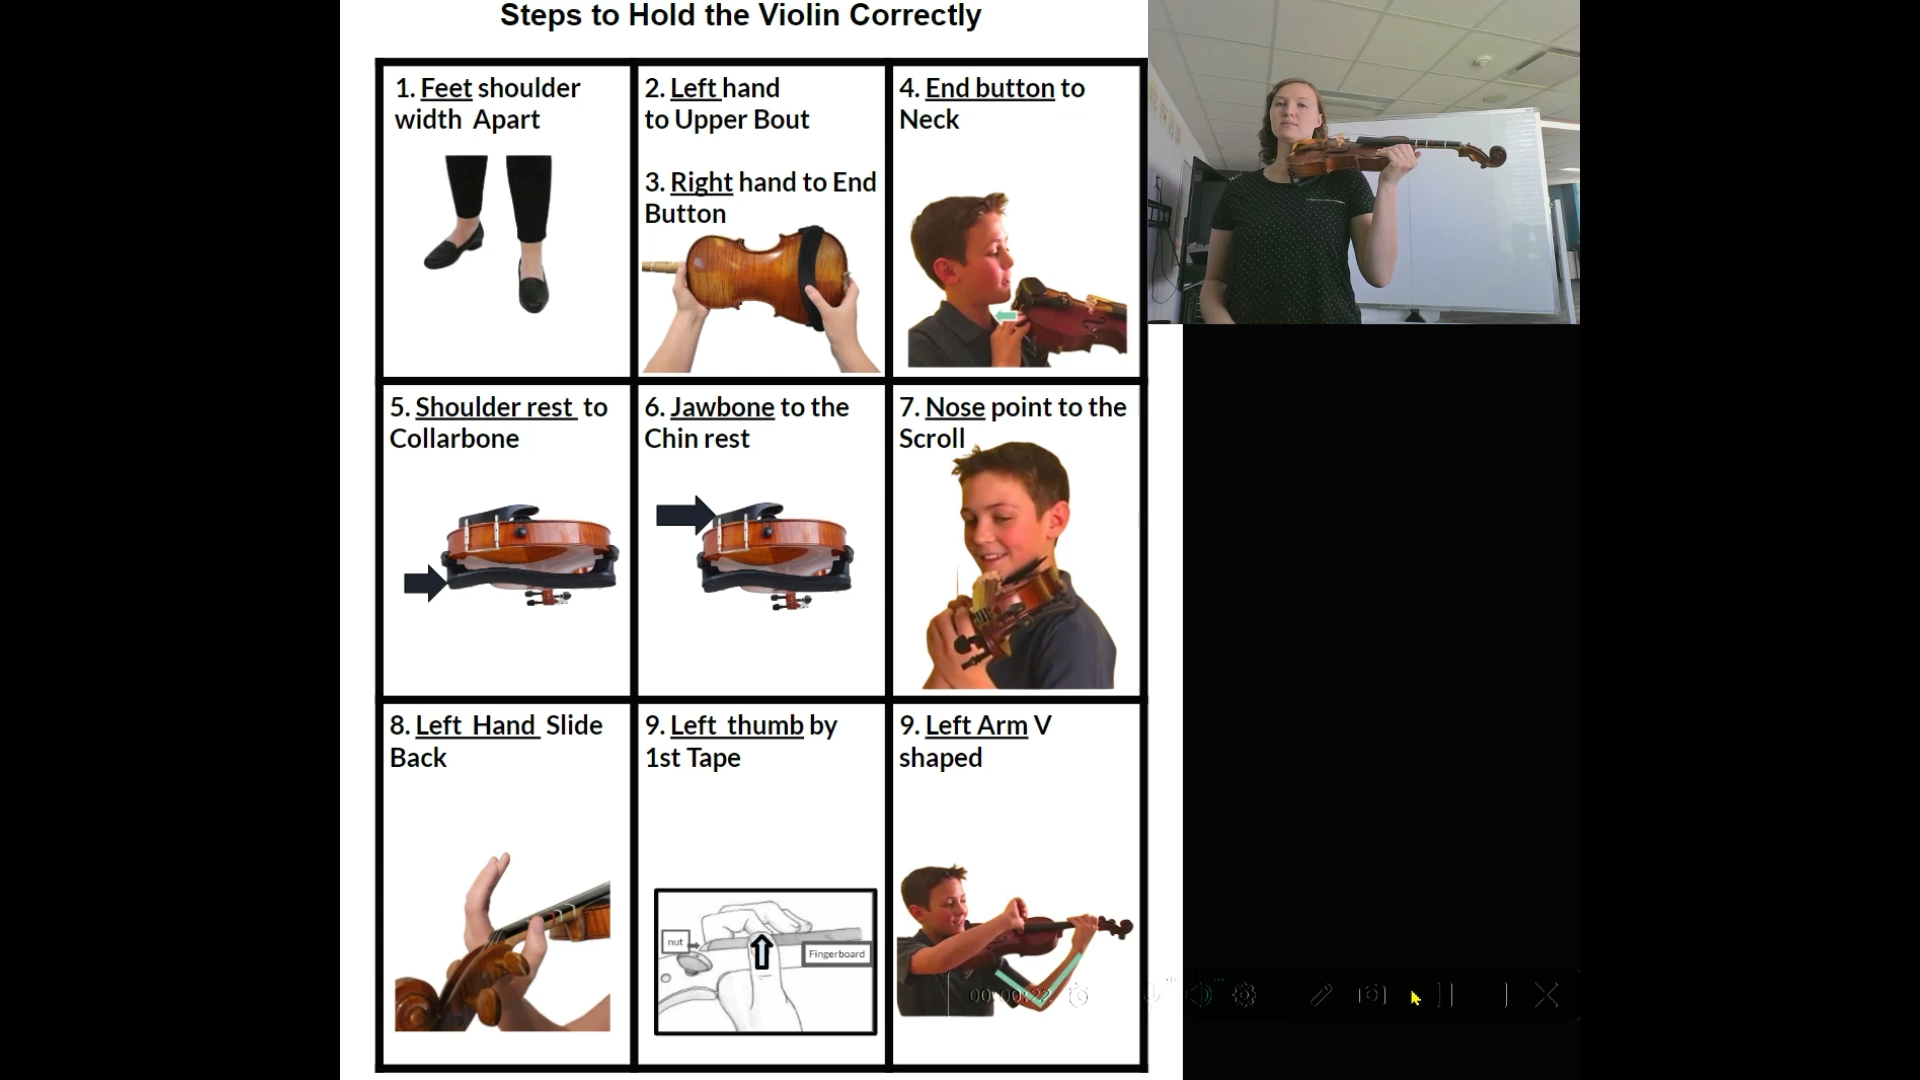 Steps to Hold the Violin Correctly
1. Feet shoulder
width Apart
2. Left hand
to Upper Bout
3. Right hand to End
Button
4. End button to
Neck
5. Shoulder rest to
Collarbone
6. Jawbone to the
Chin rest
7. Nose point to the
Scroll
8. Left Hand Slide
Back
9. Left thumb by
1st Tape
nut
Fingerboard
9. Left Arm V
shaped
00:00:22